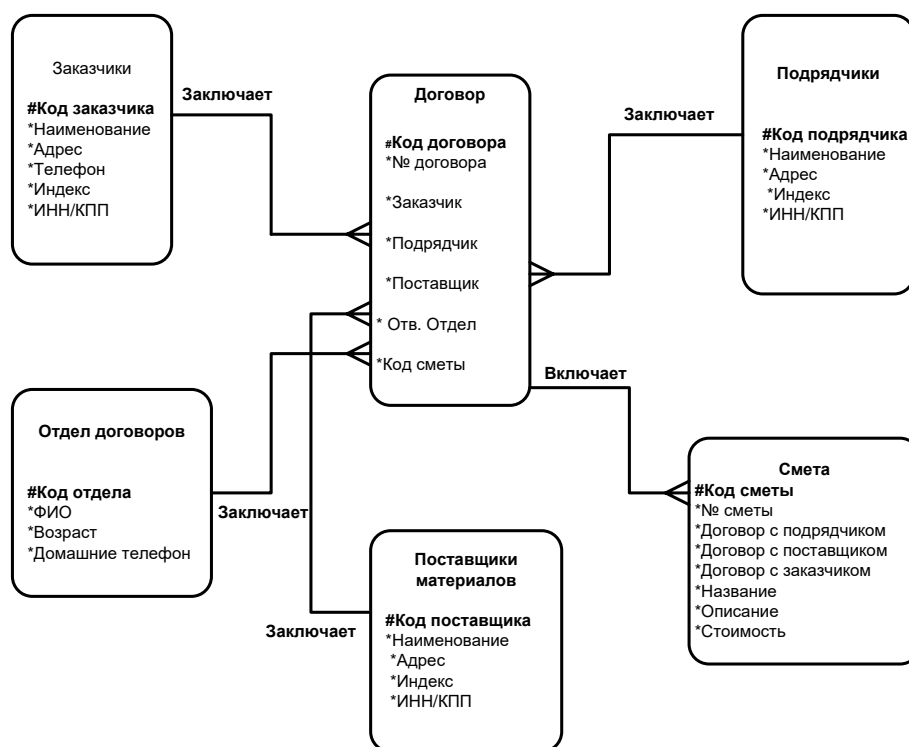 Заказчики
#Код заказчика
*Наименование
*Адрес
*Телефон
*Индекс
*ИНН/КПП
Заключает
Договор
#Код договора
*№ договора
*Заказчик
*Подрядчик
*Поставщик
* Отв. Отдел
*Код сметы
Заключает
Подрядчики
#Код подрядчика
*Наименование
*Адрес
*Индекс
*ИНН/КПП
Включает
Отдел договоров
#Код отдела
*ФИО
*Возраст
*Домашние телефон
Заключает
Поставщики
материалов
#Код поставщика
*Наименование
*Адрес
*Индекс
*ИНН/КПП
Заключает
Смета
#Код сметы
*№ сметы
*Договор с подрядчиком
*Договор с поставщиком
*Договор с заказчиком
*Название
*Описание
*Стоимость